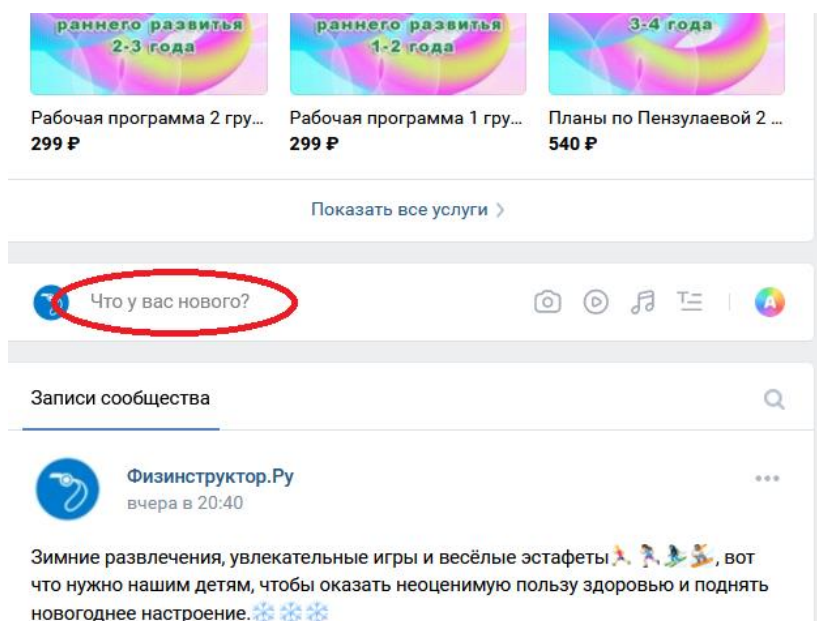 раннего развитья
2-3 года
раннего развитья
1-2 года
3-4 года
Рабочая программа 2 гру...
299 ₽
Рабочая программа 1 гру...
299 ₽
Планы по Пензулаевой 2 ...
540 ₽
Показать все услуги
Что у вас нового?
A
Записи сообщества
Физинструктор.Ру
вчера в 20:40
Зимние развлечения, увлекательные игры и весёлые эстафеты🏃🏃‍♀️⛷🏂, вот
что нужно нашим детям, чтобы оказать неоценимую пользу здоровью и поднять
новогоднее настроение.❄❄❄